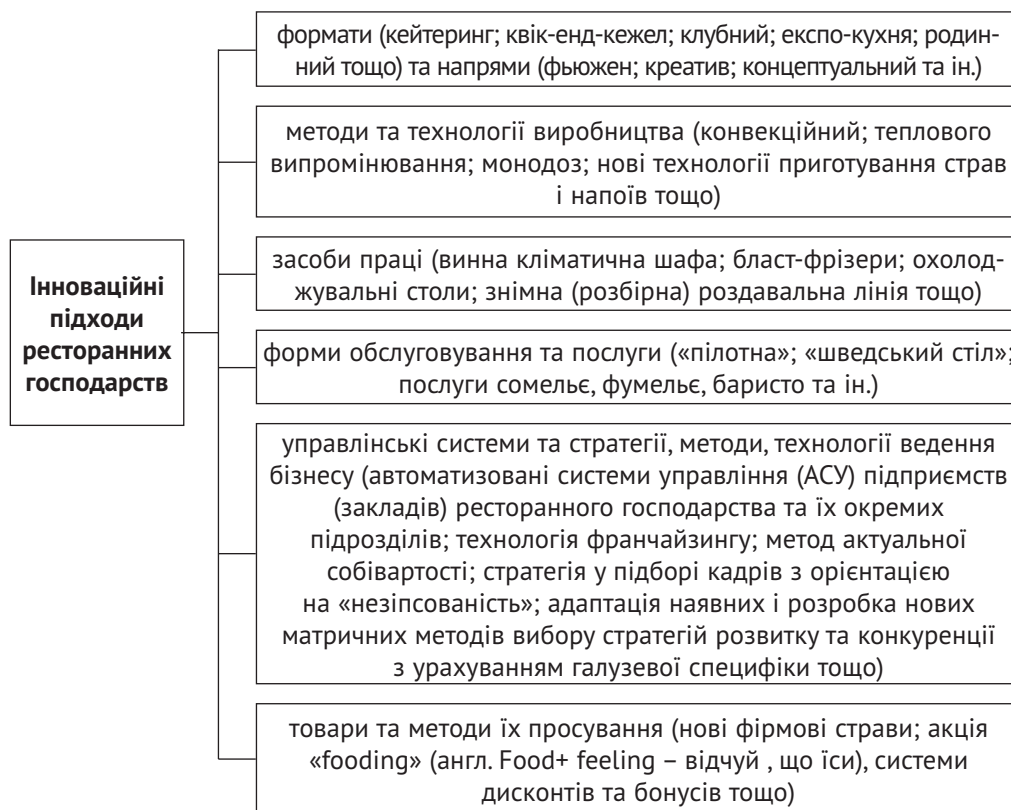 формати (кейтеринг; квік-енд-кежел; клубний; експо-кухня; родин-
ний тощо) та напрями (фьюжен; креатив; концептуальний та ін.)
методи та технології виробництва (конвекційний; теплового
випромінювання; монодоз; нові технології приготування страв
і напоїв тощо)
Інноваційні
підходи
ресторанних
господарств
засоби праці (винна кліматична шафа; бласт-фрізери; охолод-
жувальні столи; знімна (розбірна) роздавальна лінія тощо)
форми обслуговування та послуги («пілотна»; «шведський стіл»;
послуги сомельє, фумельє, баристо та ін.)
управлінські системи та стратегії, методи, технології ведення
бізнесу (автоматизовані системи управління (АСУ) підприємств
(закладів) ресторанного господарства та їх окремих
підрозділів; технологія франчайзингу; метод актуальної
собівартості; стратегія у підборі кадрів з орієнтацією
на «незіпсованість»; адаптація наявних і розробка нових
матричних методів вибору стратегій розвитку та конкуренції
з урахуванням галузевої специфіки тощо)
товари та методи їх просування (нові фірмові страви; акція
«fooding» (англ. Food+ feeling – відчуй , що їси), системи
дисконтів та бонусів тощо)